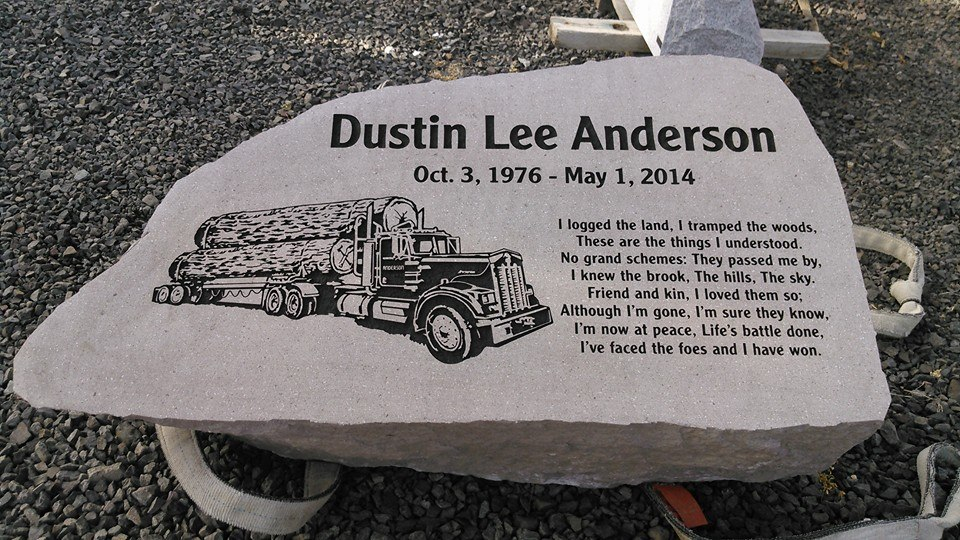 Dustin Lee Anderson
Oct. 3, 1976 - May 1, 2014
I logged the land, I tramped the woods,
These are the things I understood.
No grand schemes: They passed me by,
I knew the brook, The hills, The sky.
Friend and kin, I loved them so;
Although I'm gone, I'm sure they know,
I'm now at peace, Life's battle done,
I've faced the foes and I have won.
ANDERSON